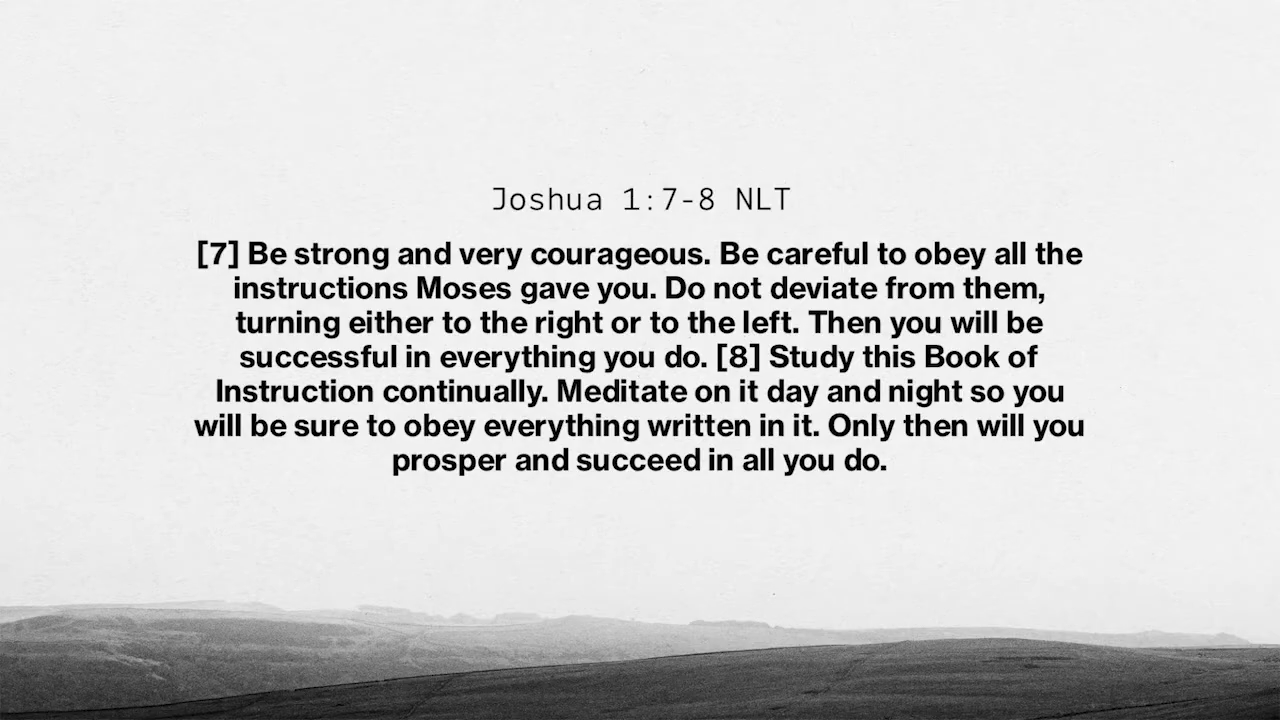 Joshua 1:7-8 NLT
[7] Be strong and very courageous. Be careful to obey all the
instructions Moses gave you. Do not deviate from them,
turning either to the right or to the left. Then you will be
successful in everything you do. [8] Study this Book of
Instruction continually. Meditate on it day and night so you
will be sure to obey everything written in it. Only then will you
prosper and succeed in all you do.